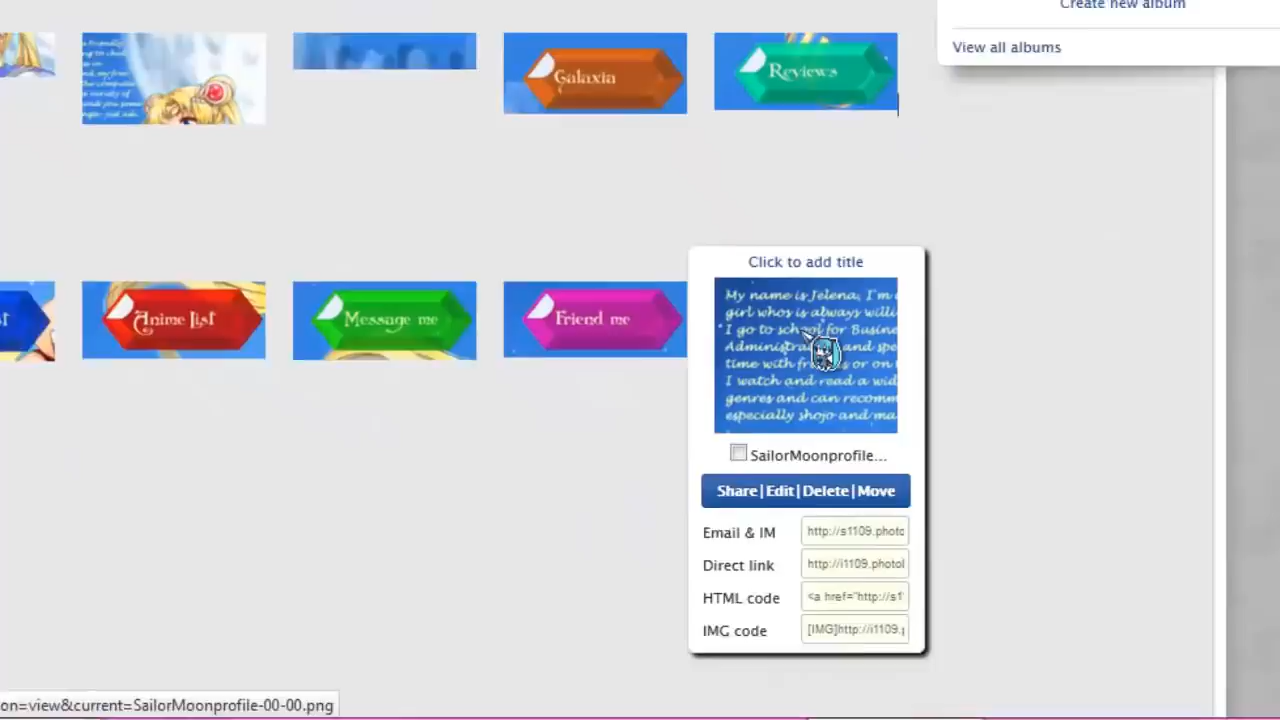 Create new album
View all albums
Galaxia
Reviews
Anime List
Message me
Friend me
Click to add title
My name is Jelena, I'm
girl whos is always willi
I go to school for Busine
Administra and spe
time with fr or on
I watch and read a wid
genres and can recomm
especially shojo and ma
SailorMoonprofile...
Share|Edit|Delete|Move
Email & IM http://s1109.photo
Direct link http://i1109.photol
HTML code <a href="http://s1'
IMG code [IMG]http://i1109.p
on=view&current=SailorMoonprofile-00-00.png